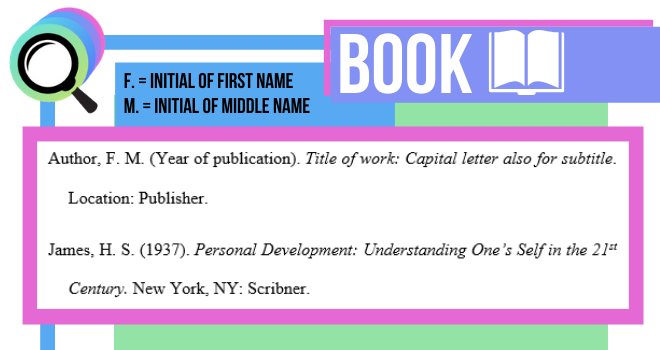 BOOK
F. = INITIAL OF FIRST NAME
M. = INITIAL OF MIDDLE NAME
Author, F. M. (Year of publication). Title of work: Capital letter also for subtitle.
Location: Publisher.
James, H. S. (1937). Personal Development: Understanding One’s Self in the 21st
Century. New York, NY: Scribner.